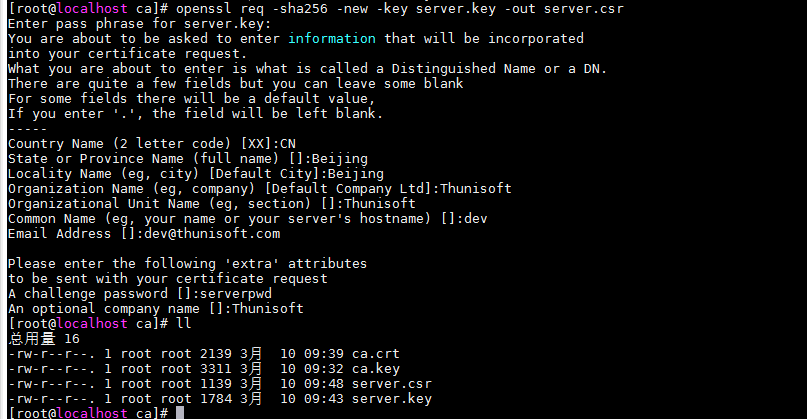 [root@localhost ca]# openssl req -sha256 -new -key server.key -out server.csr
Enter pass phrase for server.key:
You are about to be asked to enter information that will be incorporated
into your certificate request.
What you are about to enter is what is called a Distinguished Name or a DN.
There are quite a few fields but you can leave some blank
For some fields there will be a default value,
If you enter '.', the field will be left blank.
-----
Country Name (2 letter code) [XX]:CN
State or Province Name (full name) []:Beijing
Locality Name (eg, city) [Default City]:Beijing
Organization Name (eg, company) [Default Company Ltd]:Thunisoft
Organizational Unit Name (eg, section) []:Thunisoft
Common Name (eg, your name or your server's hostname) []:dev
Email Address []:dev@thunisoft.com

Please enter the following 'extra' attributes
to be sent with your certificate request
A challenge password []:serverpwd
An optional company name []:Thunisoft
[root@localhost ca]# ll
总用量 16
-rw-r--r--. 1 root root 2139 3月  10 09:39 ca.crt
-rw-r--r--. 1 root root 3311 3月  10 09:32 ca.key
-rw-r--r--. 1 root root 1139 3月  10 09:48 server.csr
-rw-r--r--. 1 root root 1784 3月  10 09:43 server.key
[root@localhost ca]#